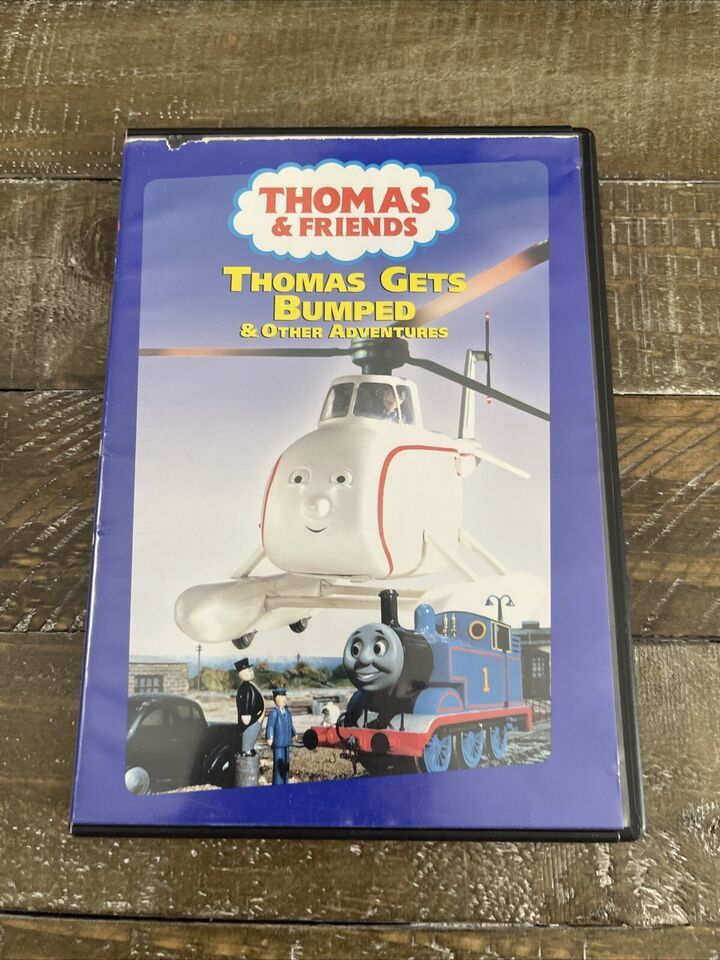 THOMAS
& FRIENDS
THOMAS GETS
BUMPED
& OTHER ADVENTURES
1